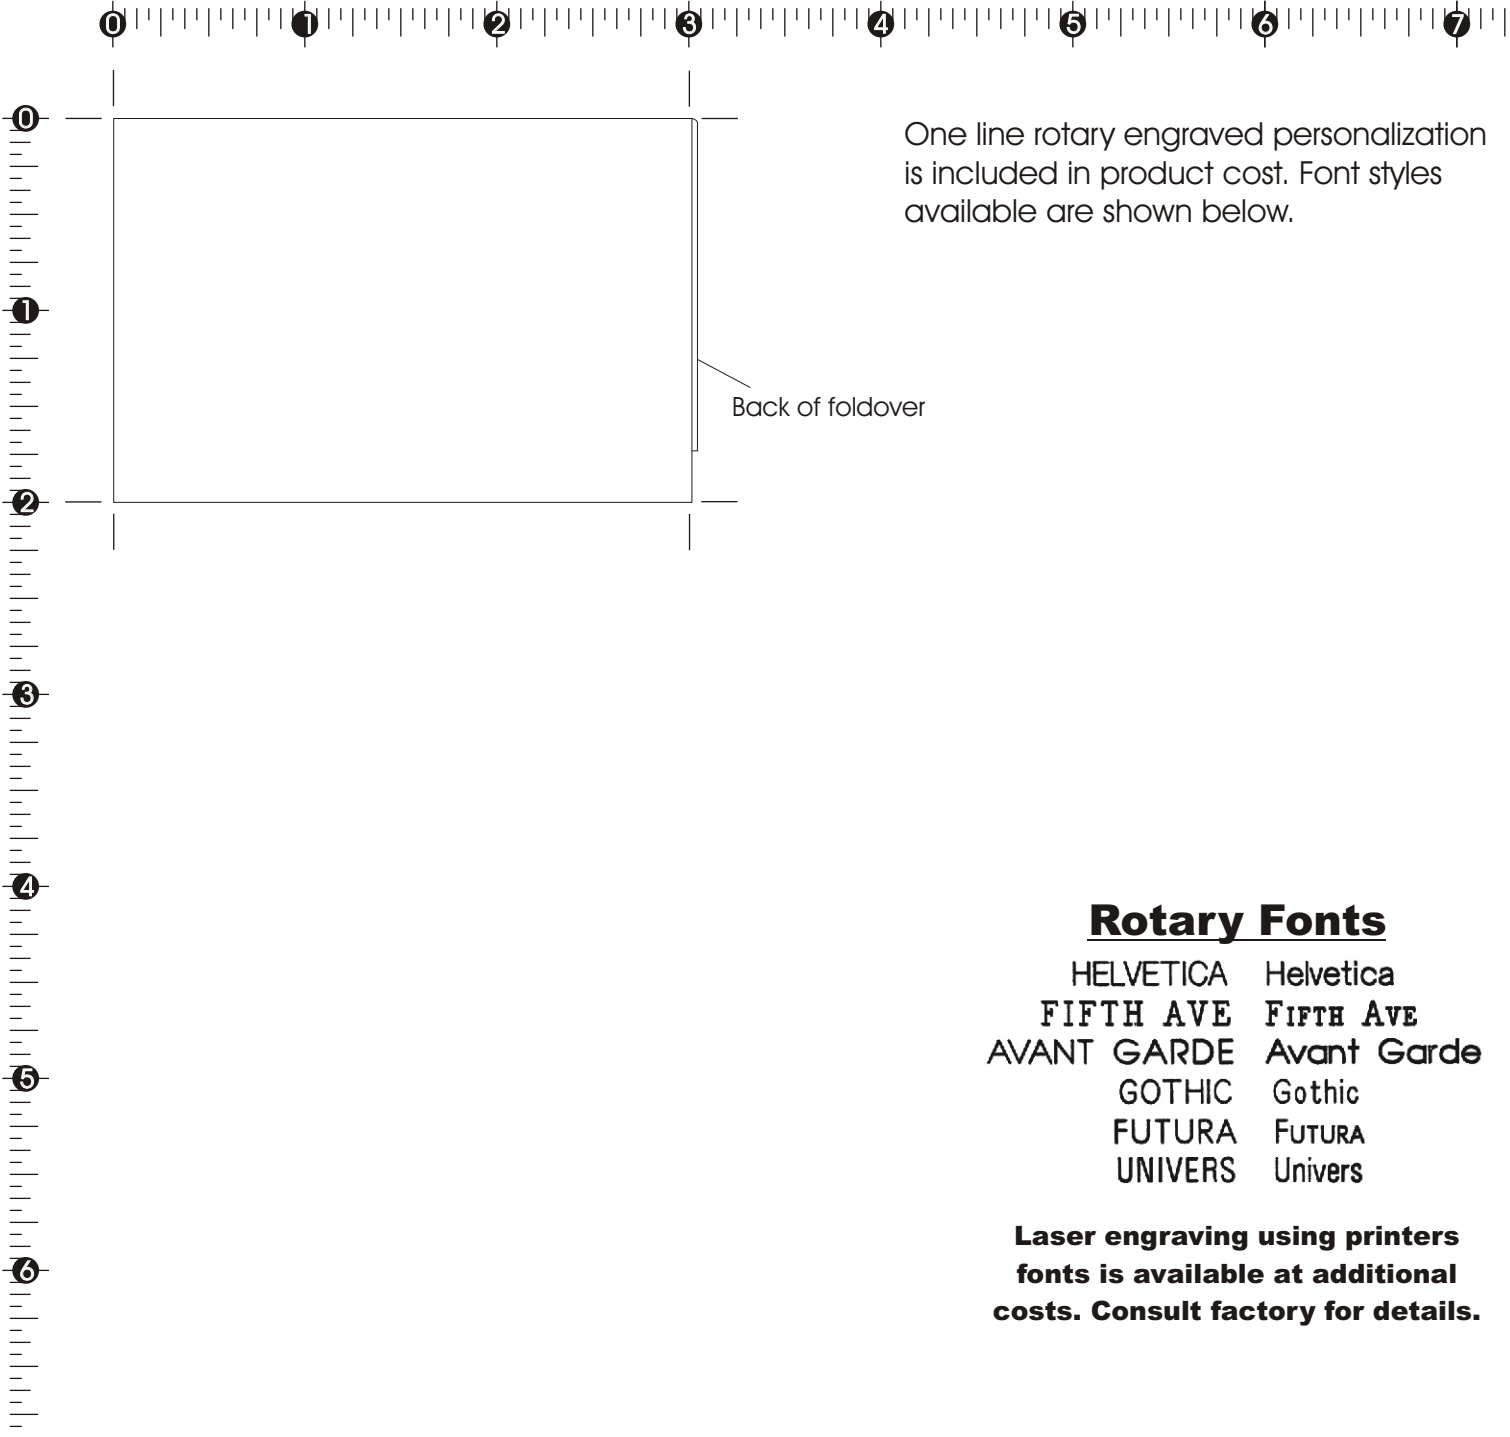 0 1 2 3 4 5 6 7
0
1
2
3
4
5
6
One line rotary engraved personalization
is included in product cost. Font styles
available are shown below.
Back of foldover
Rotary Fonts
HELVETICA Helvetica
FIFTH AVE FIFTH AVE
AVANT GARDE Avant Garde
GOTHIC Gothic
FUTURA FUTURA
UNIVERS Univers
Laser engraving using printers
fonts is available at additional
costs. Consult factory for details.